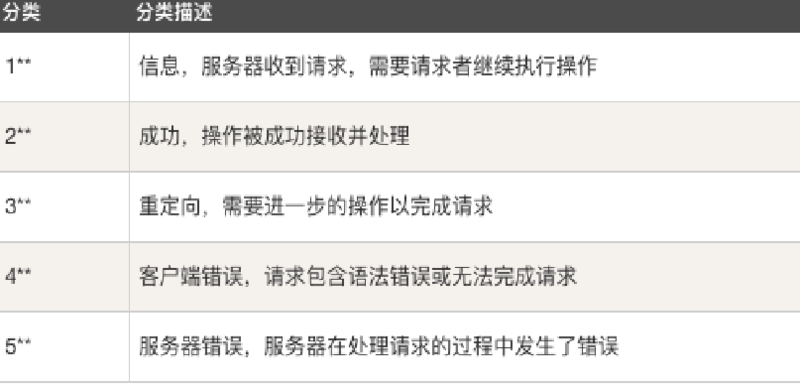 分类 分类描述
1** 信息，服务器收到请求，需要请求者继续执行操作
2** 成功，操作被成功接收并处理
3** 重定向，需要进一步的操作以完成请求
4** 客户端错误，请求包含语法错误或无法完成请求
5** 服务器错误，服务器在处理请求的过程中发生了错误